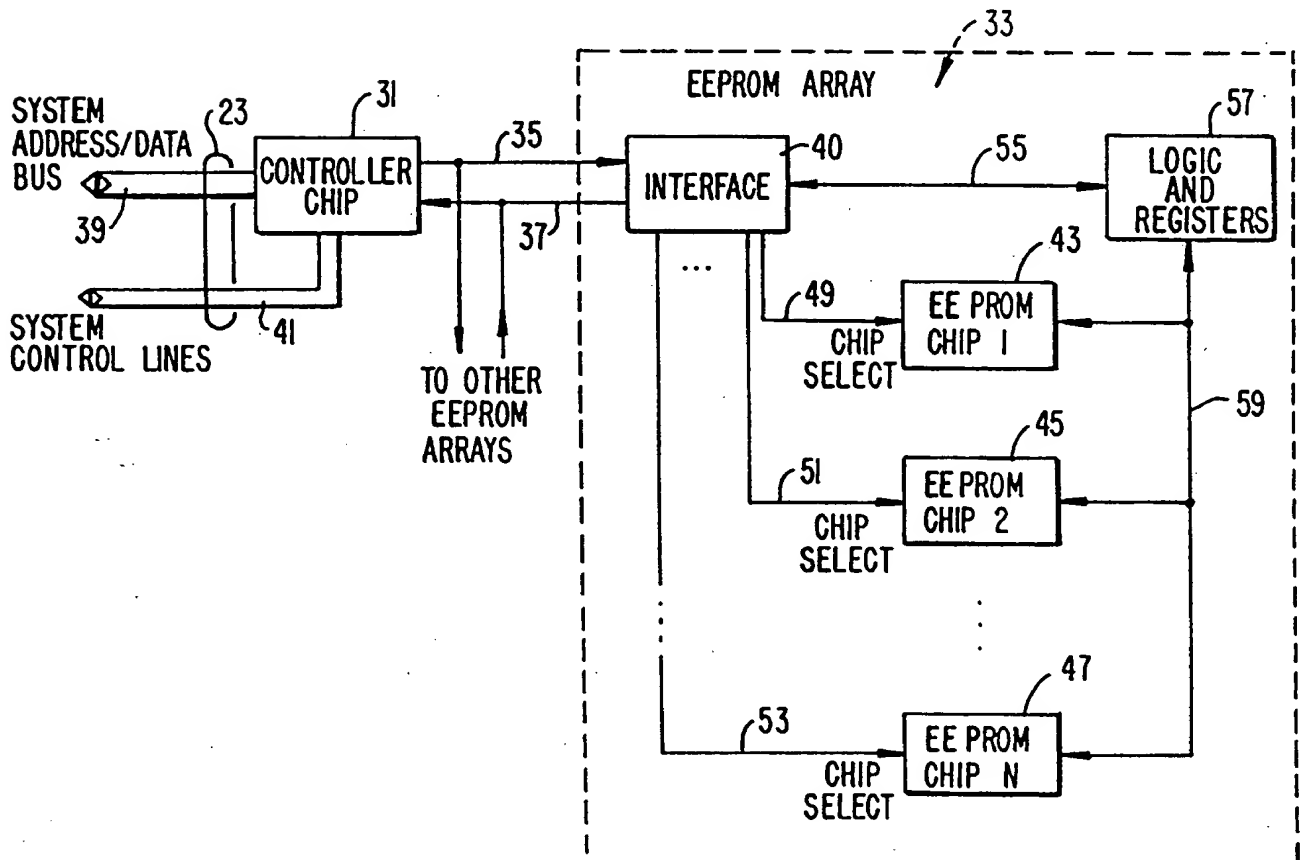 33
EEPROM ARRAY
SYSTEM
ADDRESS/DATA
BUS
23
31
CONTROLLER
CHIP
39
41
SYSTEM
CONTROL LINES
35
37
TO OTHER
EEPROM
ARRAYS
40
INTERFACE
...
55
57
LOGIC
AND
REGISTERS
49
CHIP
SELECT
43
EE PROM
CHIP 1
59
51
CHIP
SELECT
45
EE PROM
CHIP 2
53
CHIP
SELECT
47
EE PROM
CHIP N